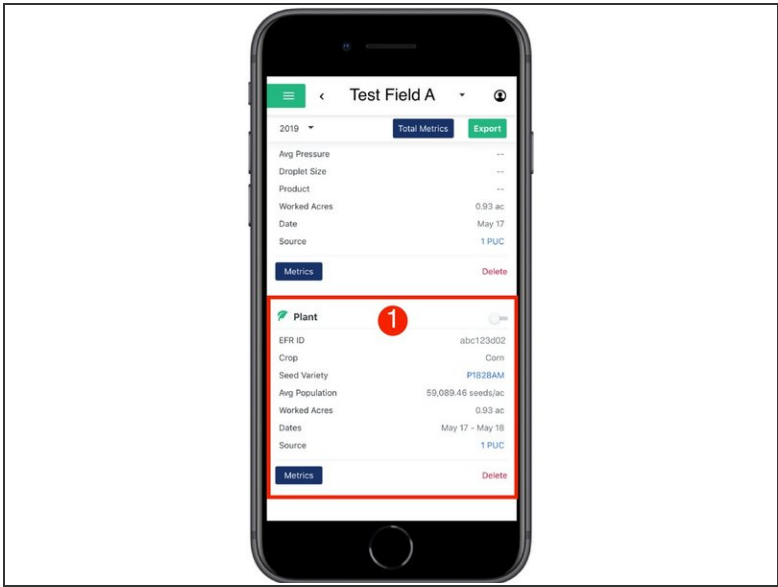 Test Field A
2019 Total Metrics Export
Avg Pressure --
Droplet Size --
Product --
Worked Acres 0.93 ac
Date May 17
Source 1 PUC
Metrics Delete
Plant 1
EFR ID abc123d02
Crop Corn
Seed Variety P1828AM
Avg Population 59,089.46 seeds/ac
Worked Acres 0.93 ac
Dates May 17 - May 18
Source 1 PUC
Metrics Delete